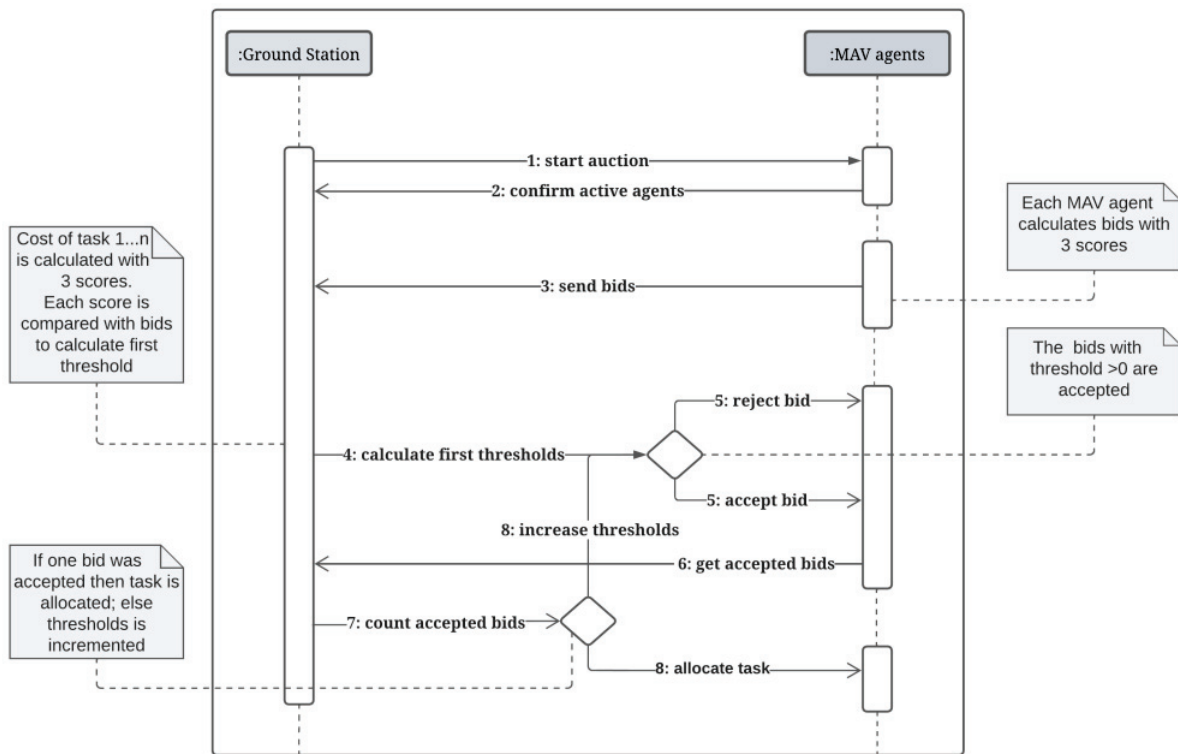 :Ground Station
:MAV agents
1: start auction
2: confirm active agents
Each MAV agent
calculates bids with
3 scores
Cost of task 1...n
is calculated with
3 scores.
Each score is
compared with bids
to calculate first
threshold
3: send bids
The bids with
threshold >0 are
accepted
5: reject bid
4: calculate first thresholds
5: accept bid
8: increase thresholds
6: get accepted bids
If one bid was
accepted then task is
allocated; else
thresholds is
incremented
7: count accepted bids
8: allocate task